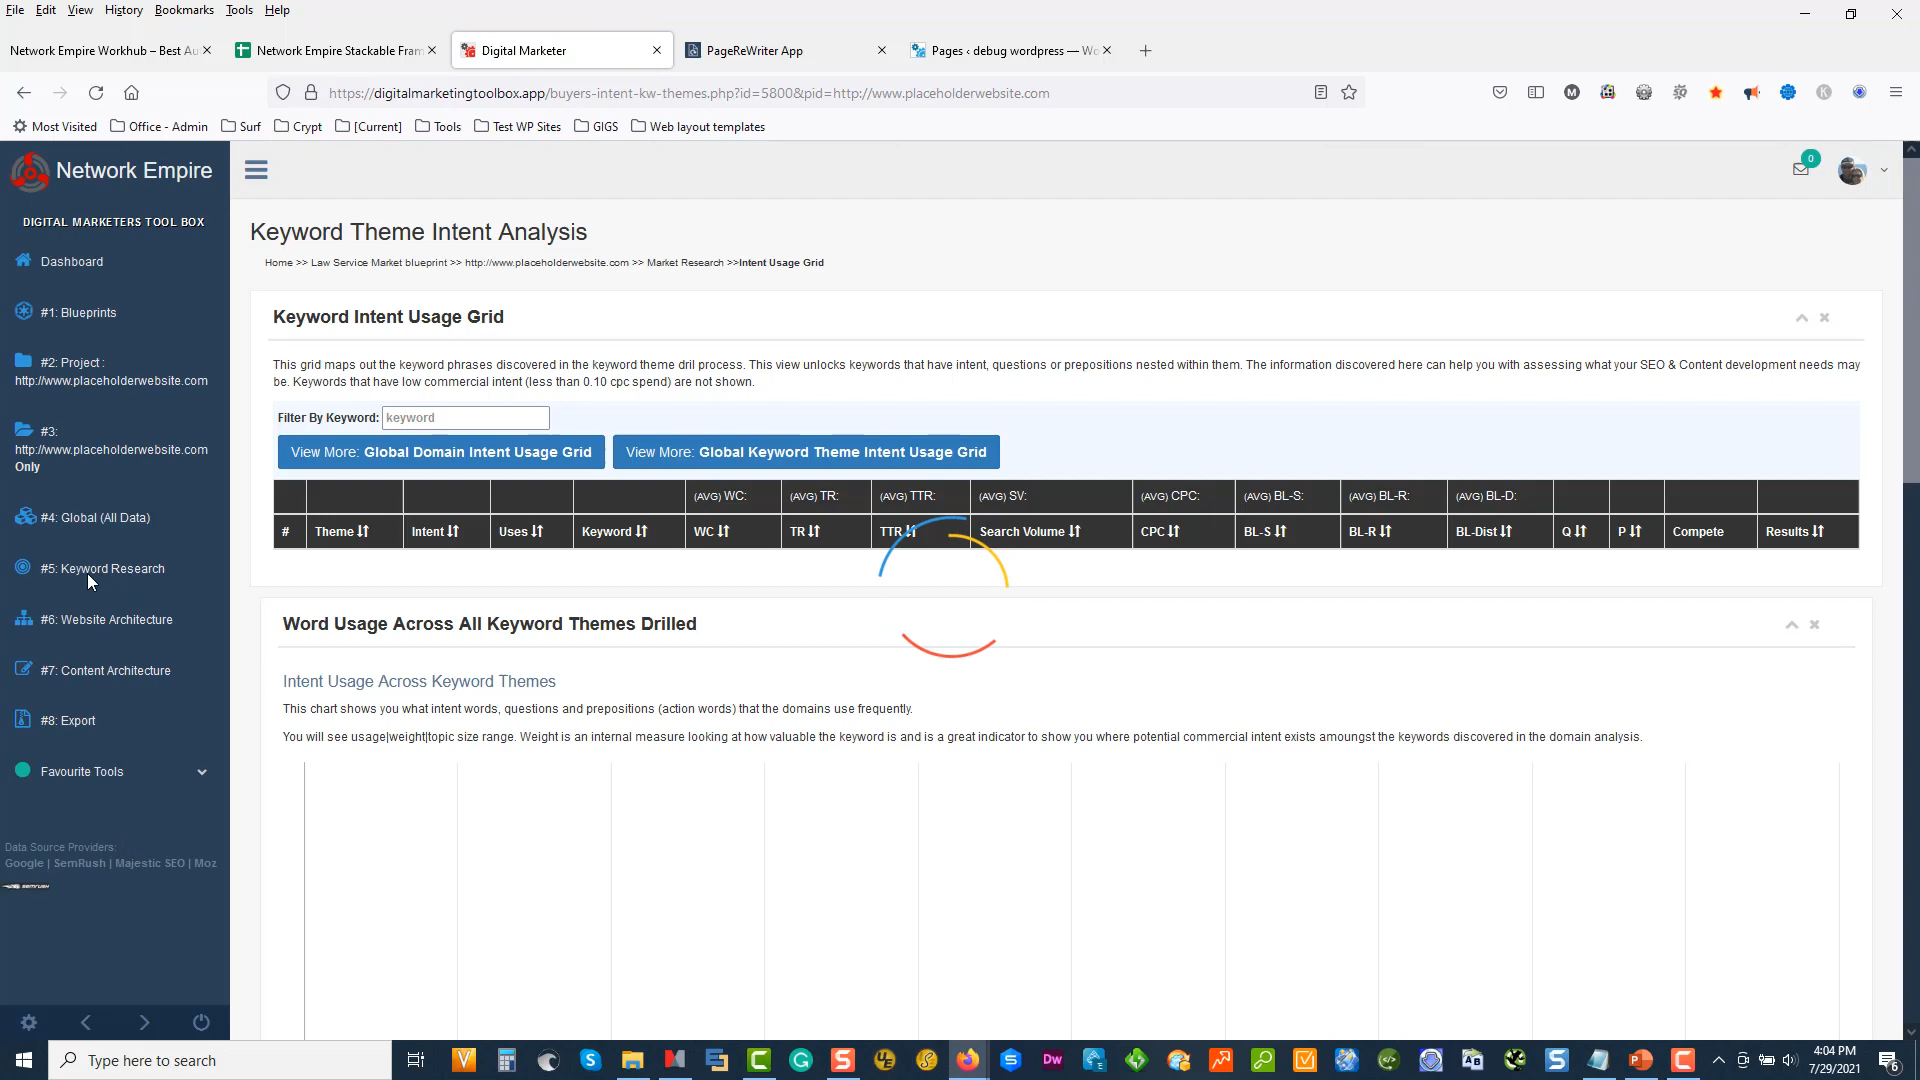 File Edit View History Bookmarks Tools Help
Network Empire Workhub – Best Au
Network Empire Stackable Fram
Digital Marketer
PageReWriter App
Pages ‹ debug wordpress — Wo
https://digitalmarketingtoolbox.app/buyers-intent-kw-themes.php?id=5800&pid=http://www.placeholderwebsite.com
Most Visited Office - Admin Surf Crypt [Current] Tools Test WP Sites GIGS Web layout templates
Network Empire
0
DIGITAL MARKETERS TOOL BOX
Dashboard
#1: Blueprints
#2: Project :
http://www.placeholderwebsite.com
#3:
http://www.placeholderwebsite.com
Only
#4: Global (All Data)
#5: Keyword Research
#6: Website Architecture
#7: Content Architecture
#8: Export
Favourite Tools
Data Source Providers:
Google | SemRush | Majestic SEO | Moz
SEMRUSH
Keyword Theme Intent Analysis
Home >> Law Service Market blueprint >> http://www.placeholderwebsite.com >> Market Research >>Intent Usage Grid
Keyword Intent Usage Grid
This grid maps out the keyword phrases discovered in the keyword theme dril process. This view unlocks keywords that have intent, questions or prepositions nested within them. The information discovered here can help you with assessing what your SEO & Content development needs may
be. Keywords that have low commercial intent (less than 0.10 cpc spend) are not shown.
Filter By Keyword: keyword
View More: Global Domain Intent Usage Grid View More: Global Keyword Theme Intent Usage Grid
(AVG) WC: (AVG) TR: (AVG) TTR: (AVG) SV: (AVG) CPC: (AVG) BL-S: (AVG) BL-R: (AVG) BL-D:
# Theme Intent Uses Keyword WC TR TTR Search Volume CPC BL-S BL-R BL-Dist Q P Compete Results
Word Usage Across All Keyword Themes Drilled
Intent Usage Across Keyword Themes
This chart shows you what intent words, questions and prepositions (action words) that the domains use frequently.
You will see usage|weight|topic size range. Weight is an internal measure looking at how valuable the keyword is and is a great indicator to show you where potential commercial intent exists amoungst the keywords discovered in the domain analysis.
Type here to search
4:04 PM
7/29/2021
6